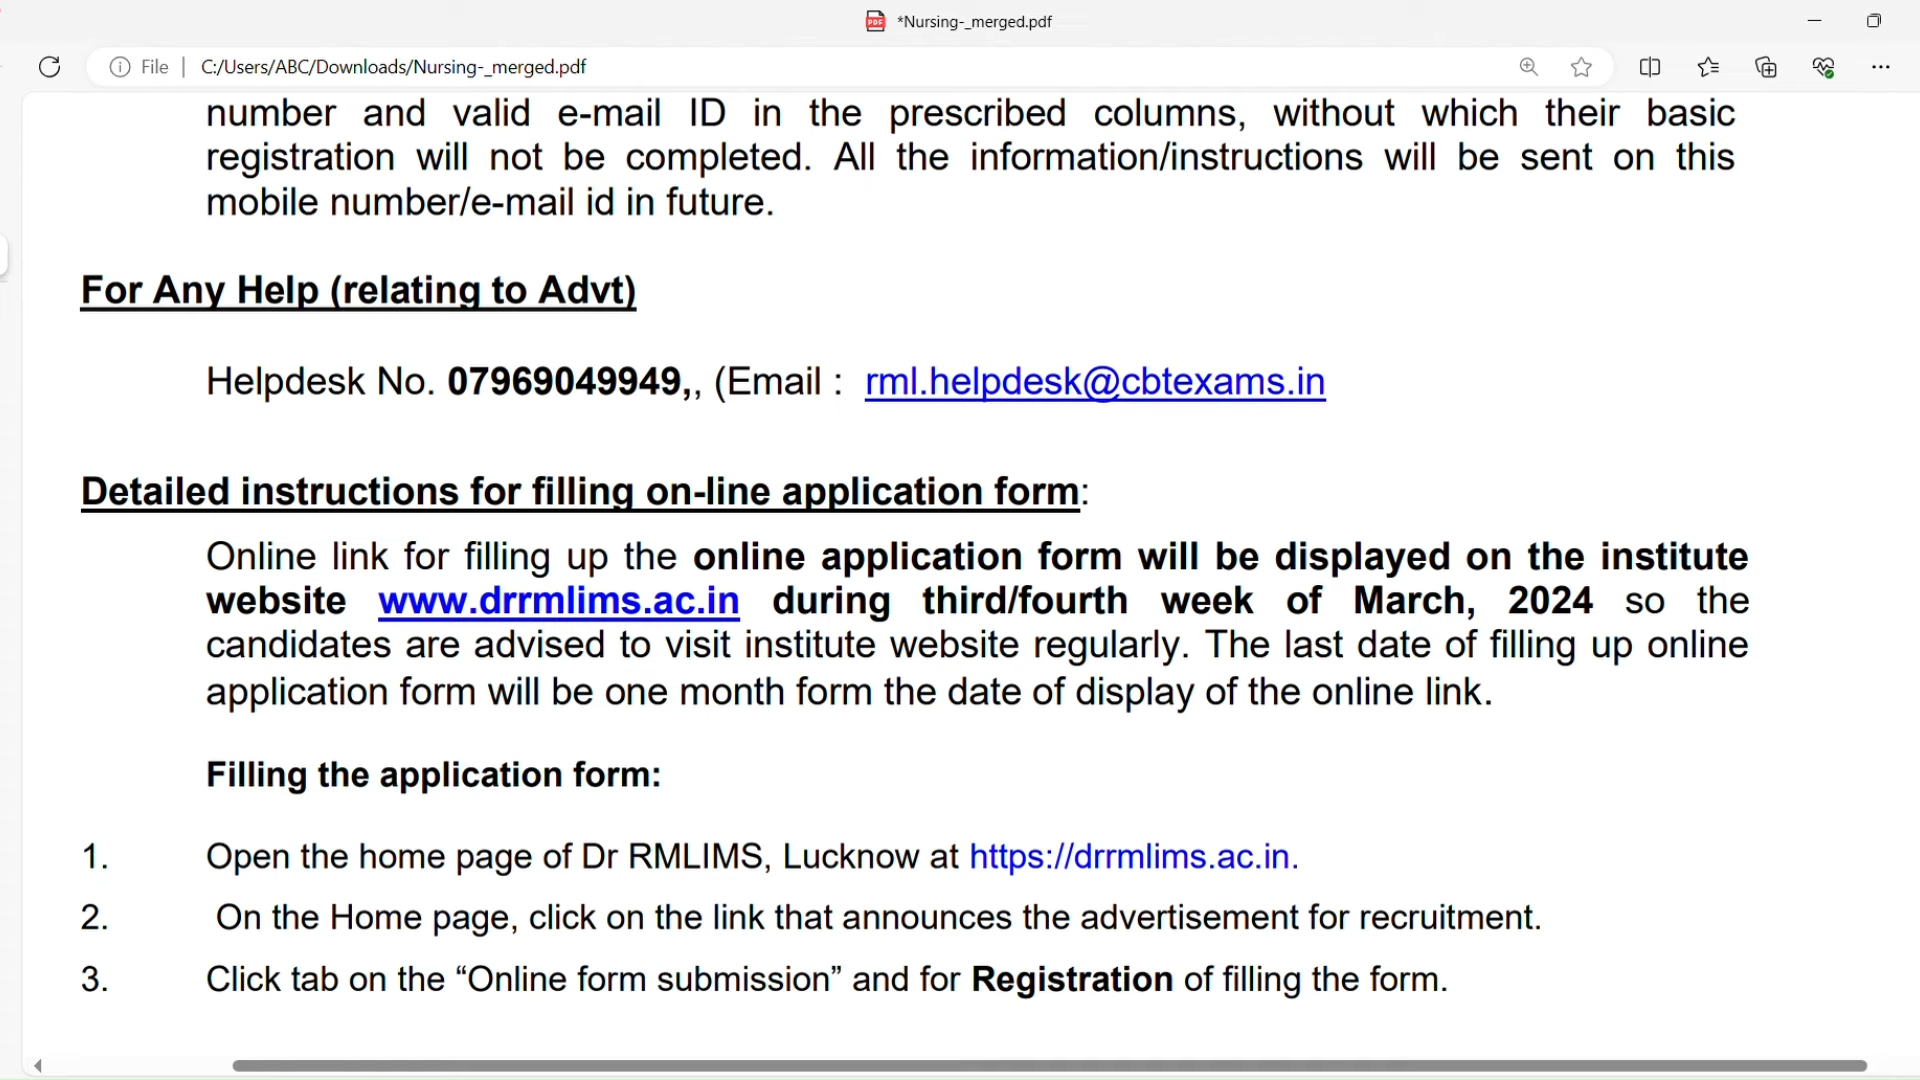 *Nursing-_merged.pdf
File | C:/Users/ABC/Downloads/Nursing-_merged.pdf
number and valid e-mail ID in the prescribed columns, without which their basic
registration will not be completed. All the information/instructions will be sent on this
mobile number/e-mail id in future.
For Any Help (relating to Advt)
Helpdesk No. 07969049949,, (Email : rml.helpdesk@cbtexams.in
Detailed instructions for filling on-line application form:
Online link for filling up the online application form will be displayed on the institute
website www.drrmlims.ac.in during third/fourth week of March, 2024 so the
candidates are advised to visit institute website regularly. The last date of filling up online
application form will be one month form the date of display of the online link.
Filling the application form:
1. Open the home page of Dr RMLIMS, Lucknow at https://drrmlims.ac.in.
2. On the Home page, click on the link that announces the advertisement for recruitment.
3. Click tab on the “Online form submission” and for Registration of filling the form.